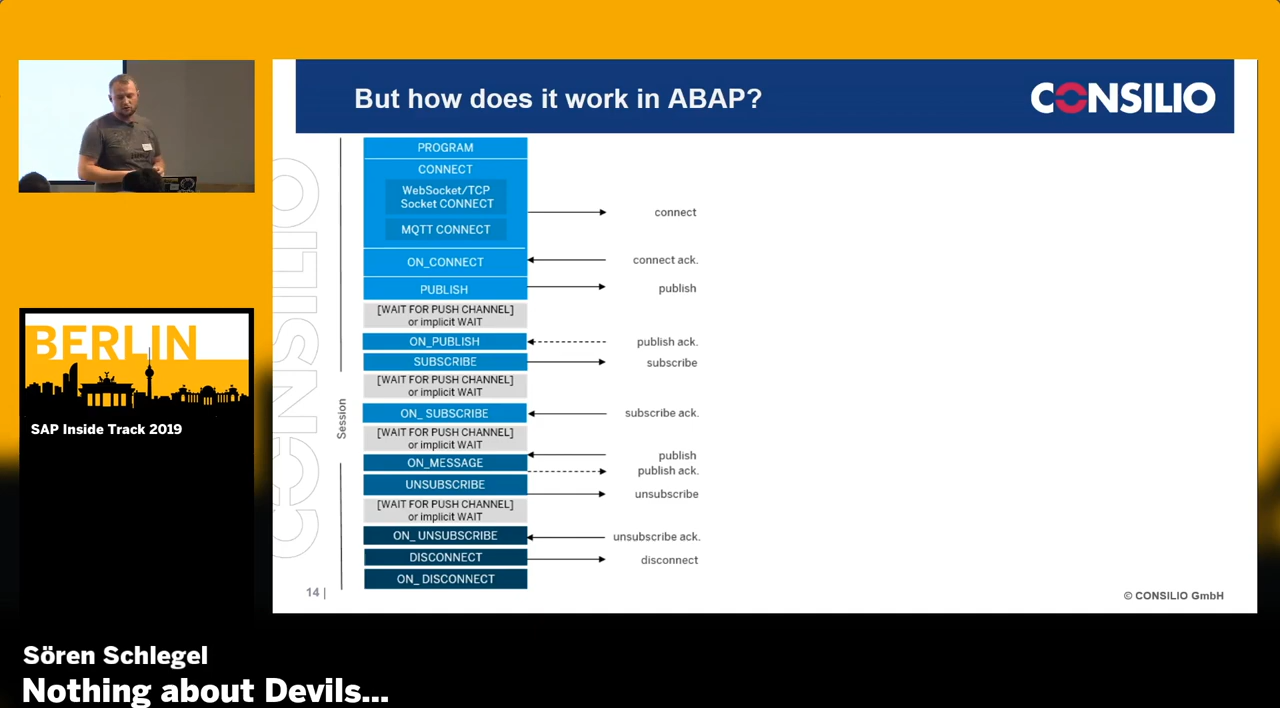 But how does it work in ABAP?
CONSILIO
PROGRAM
CONNECT
WebSocket/TCP
Socket CONNECT
MQTT CONNECT
connect
ON_CONNECT
connect ack.
PUBLISH
publish
[WAIT FOR PUSH CHANNEL]
or implicit WAIT
ON_PUBLISH
publish ack.
SUBSCRIBE
subscribe
[WAIT FOR PUSH CHANNEL]
or implicit WAIT
ON_ SUBSCRIBE
subscribe ack.
[WAIT FOR PUSH CHANNEL]
or implicit WAIT
publish
ON_MESSAGE
publish ack.
UNSUBSCRIBE
unsubscribe
[WAIT FOR PUSH CHANNEL]
or implicit WAIT
ON_ UNSUBSCRIBE
unsubscribe ack.
DISCONNECT
disconnect
ON_ DISCONNECT
Session
CONSILIO
14 |
© CONSILIO GmbH
BERLIN
SAP Inside Track 2019
Sören Schlegel
Nothing about Devils...